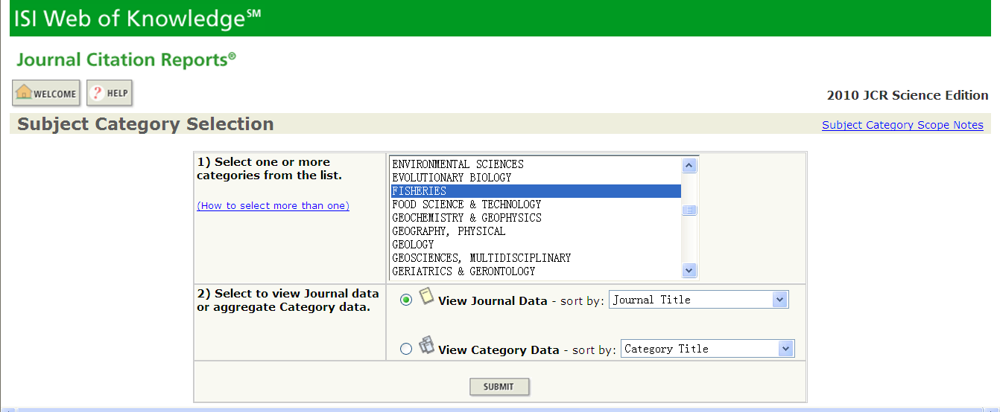 ISI Web of Knowledge℠
Journal Citation Reports®
WELCOME
? HELP
2010 JCR Science Edition
Subject Category Selection
Subject Category Scope Notes
1) Select one or more
categories from the list.
(How to select more than one)
ENVIRONMENTAL SCIENCES
EVOLUTIONARY BIOLOGY
FISHERIES
FOOD SCIENCE & TECHNOLOGY
GEOCHEMISTRY & GEOPHYSICS
GEOGRAPHY, PHYSICAL
GEOLOGY
GEOSCIENCES, MULTIDISCIPLINARY
GERIATRICS & GERONTOLOGY
2) Select to view Journal data
or aggregate Category data.
View Journal Data - sort by: Journal Title
View Category Data - sort by: Category Title
SUBMIT